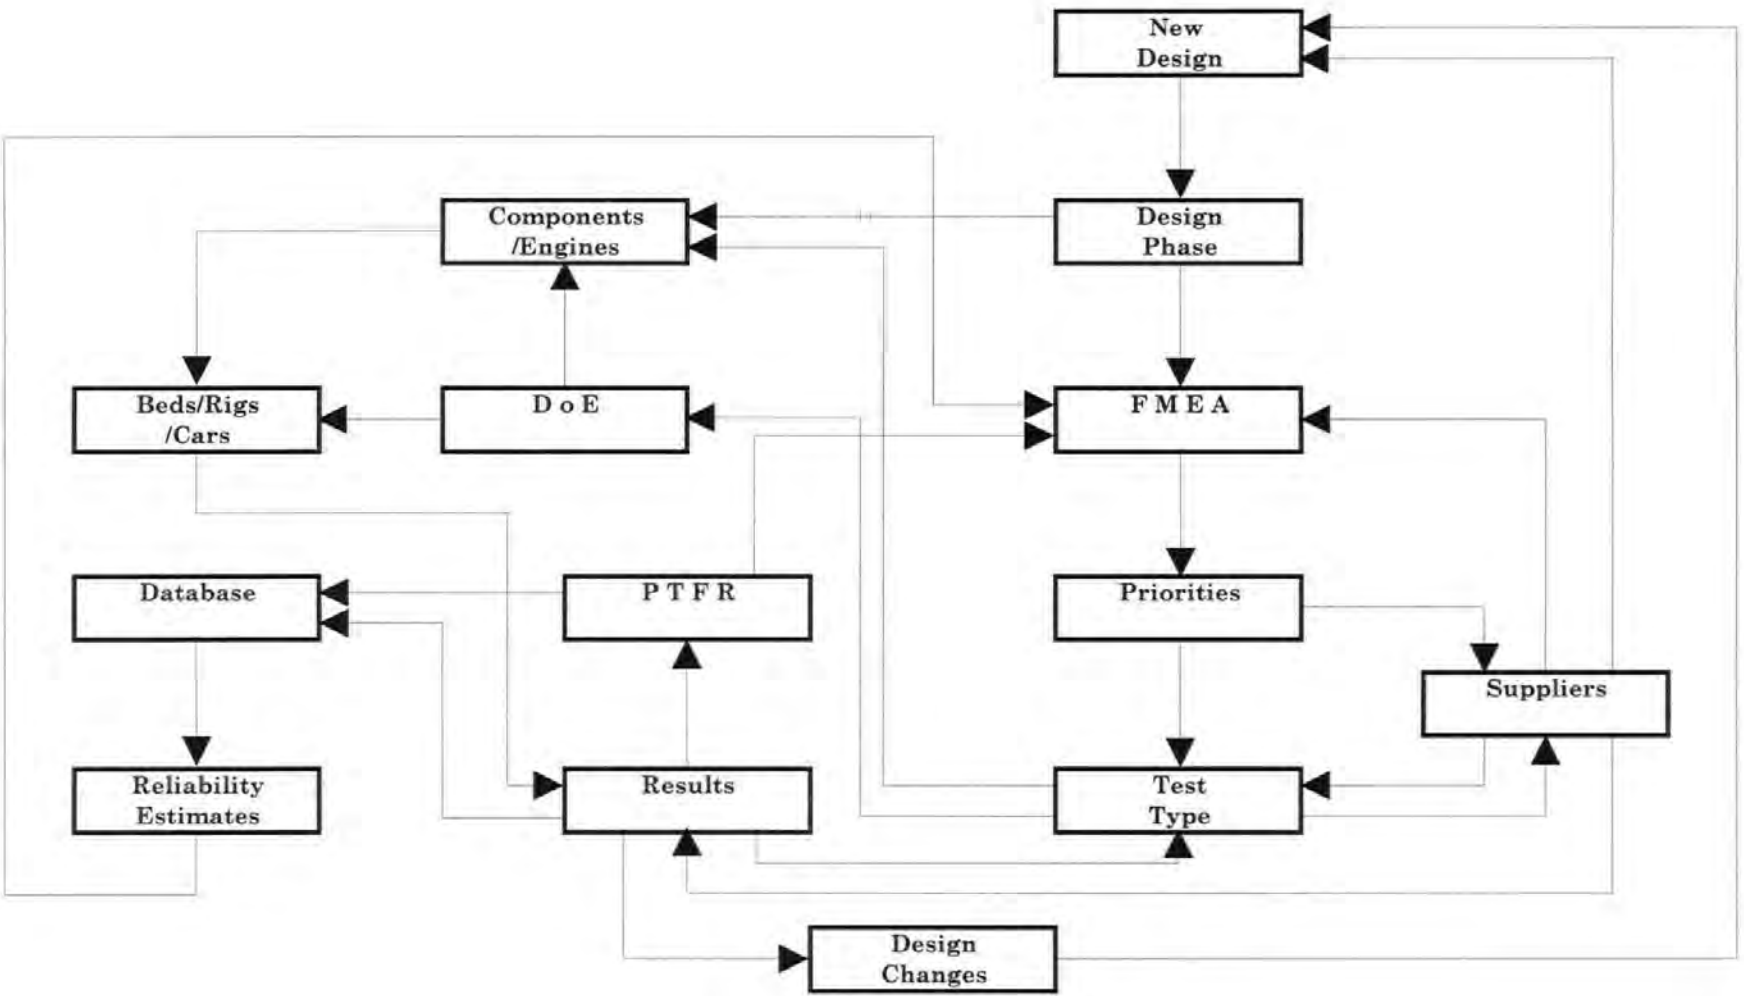 New
Design
Components
/Engines
Design
Phase
Beds/Rigs
/Cars
D o E
F M E A
Database
P T F R
Priorities
Suppliers
Reliability
Estimates
Results
Test
Type
Design
Changes